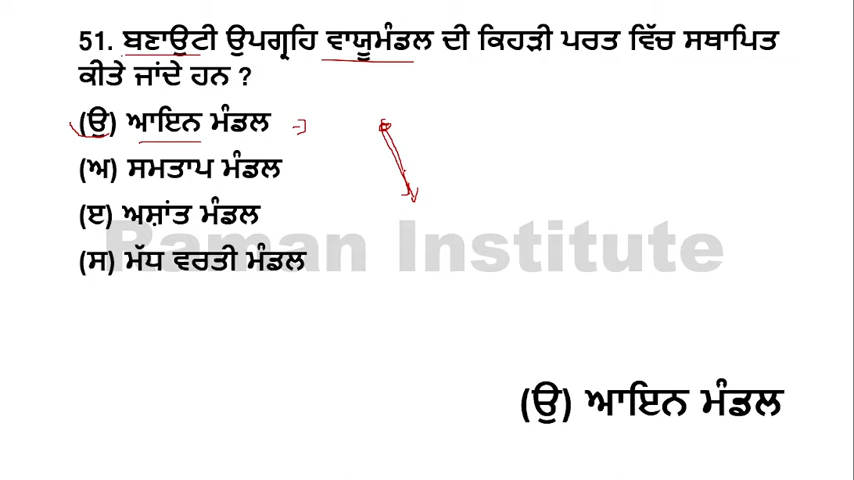 51. ਬਣਾਉਟੀ ਉਪਗ੍ਰਹਿ ਵਾਯੂਮੰਡਲ ਦੀ ਕਿਹੜੀ ਪਰਤ ਵਿੱਚ ਸਥਾਪਿਤ
ਕੀਤੇ ਜਾਂਦੇ ਹਨ ?
(ੳ) ਆਇਨ ਮੰਡਲ
(ਅ) ਸਮਤਾਪ ਮੰਡਲ
(ੲ) ਅਸ਼ਾਂਤ ਮੰਡਲ
Raman Institute
(ਸ) ਮੱਧ ਵਰਤੀ ਮੰਡਲ
(ੳ) ਆਇਨ ਮੰਡਲ